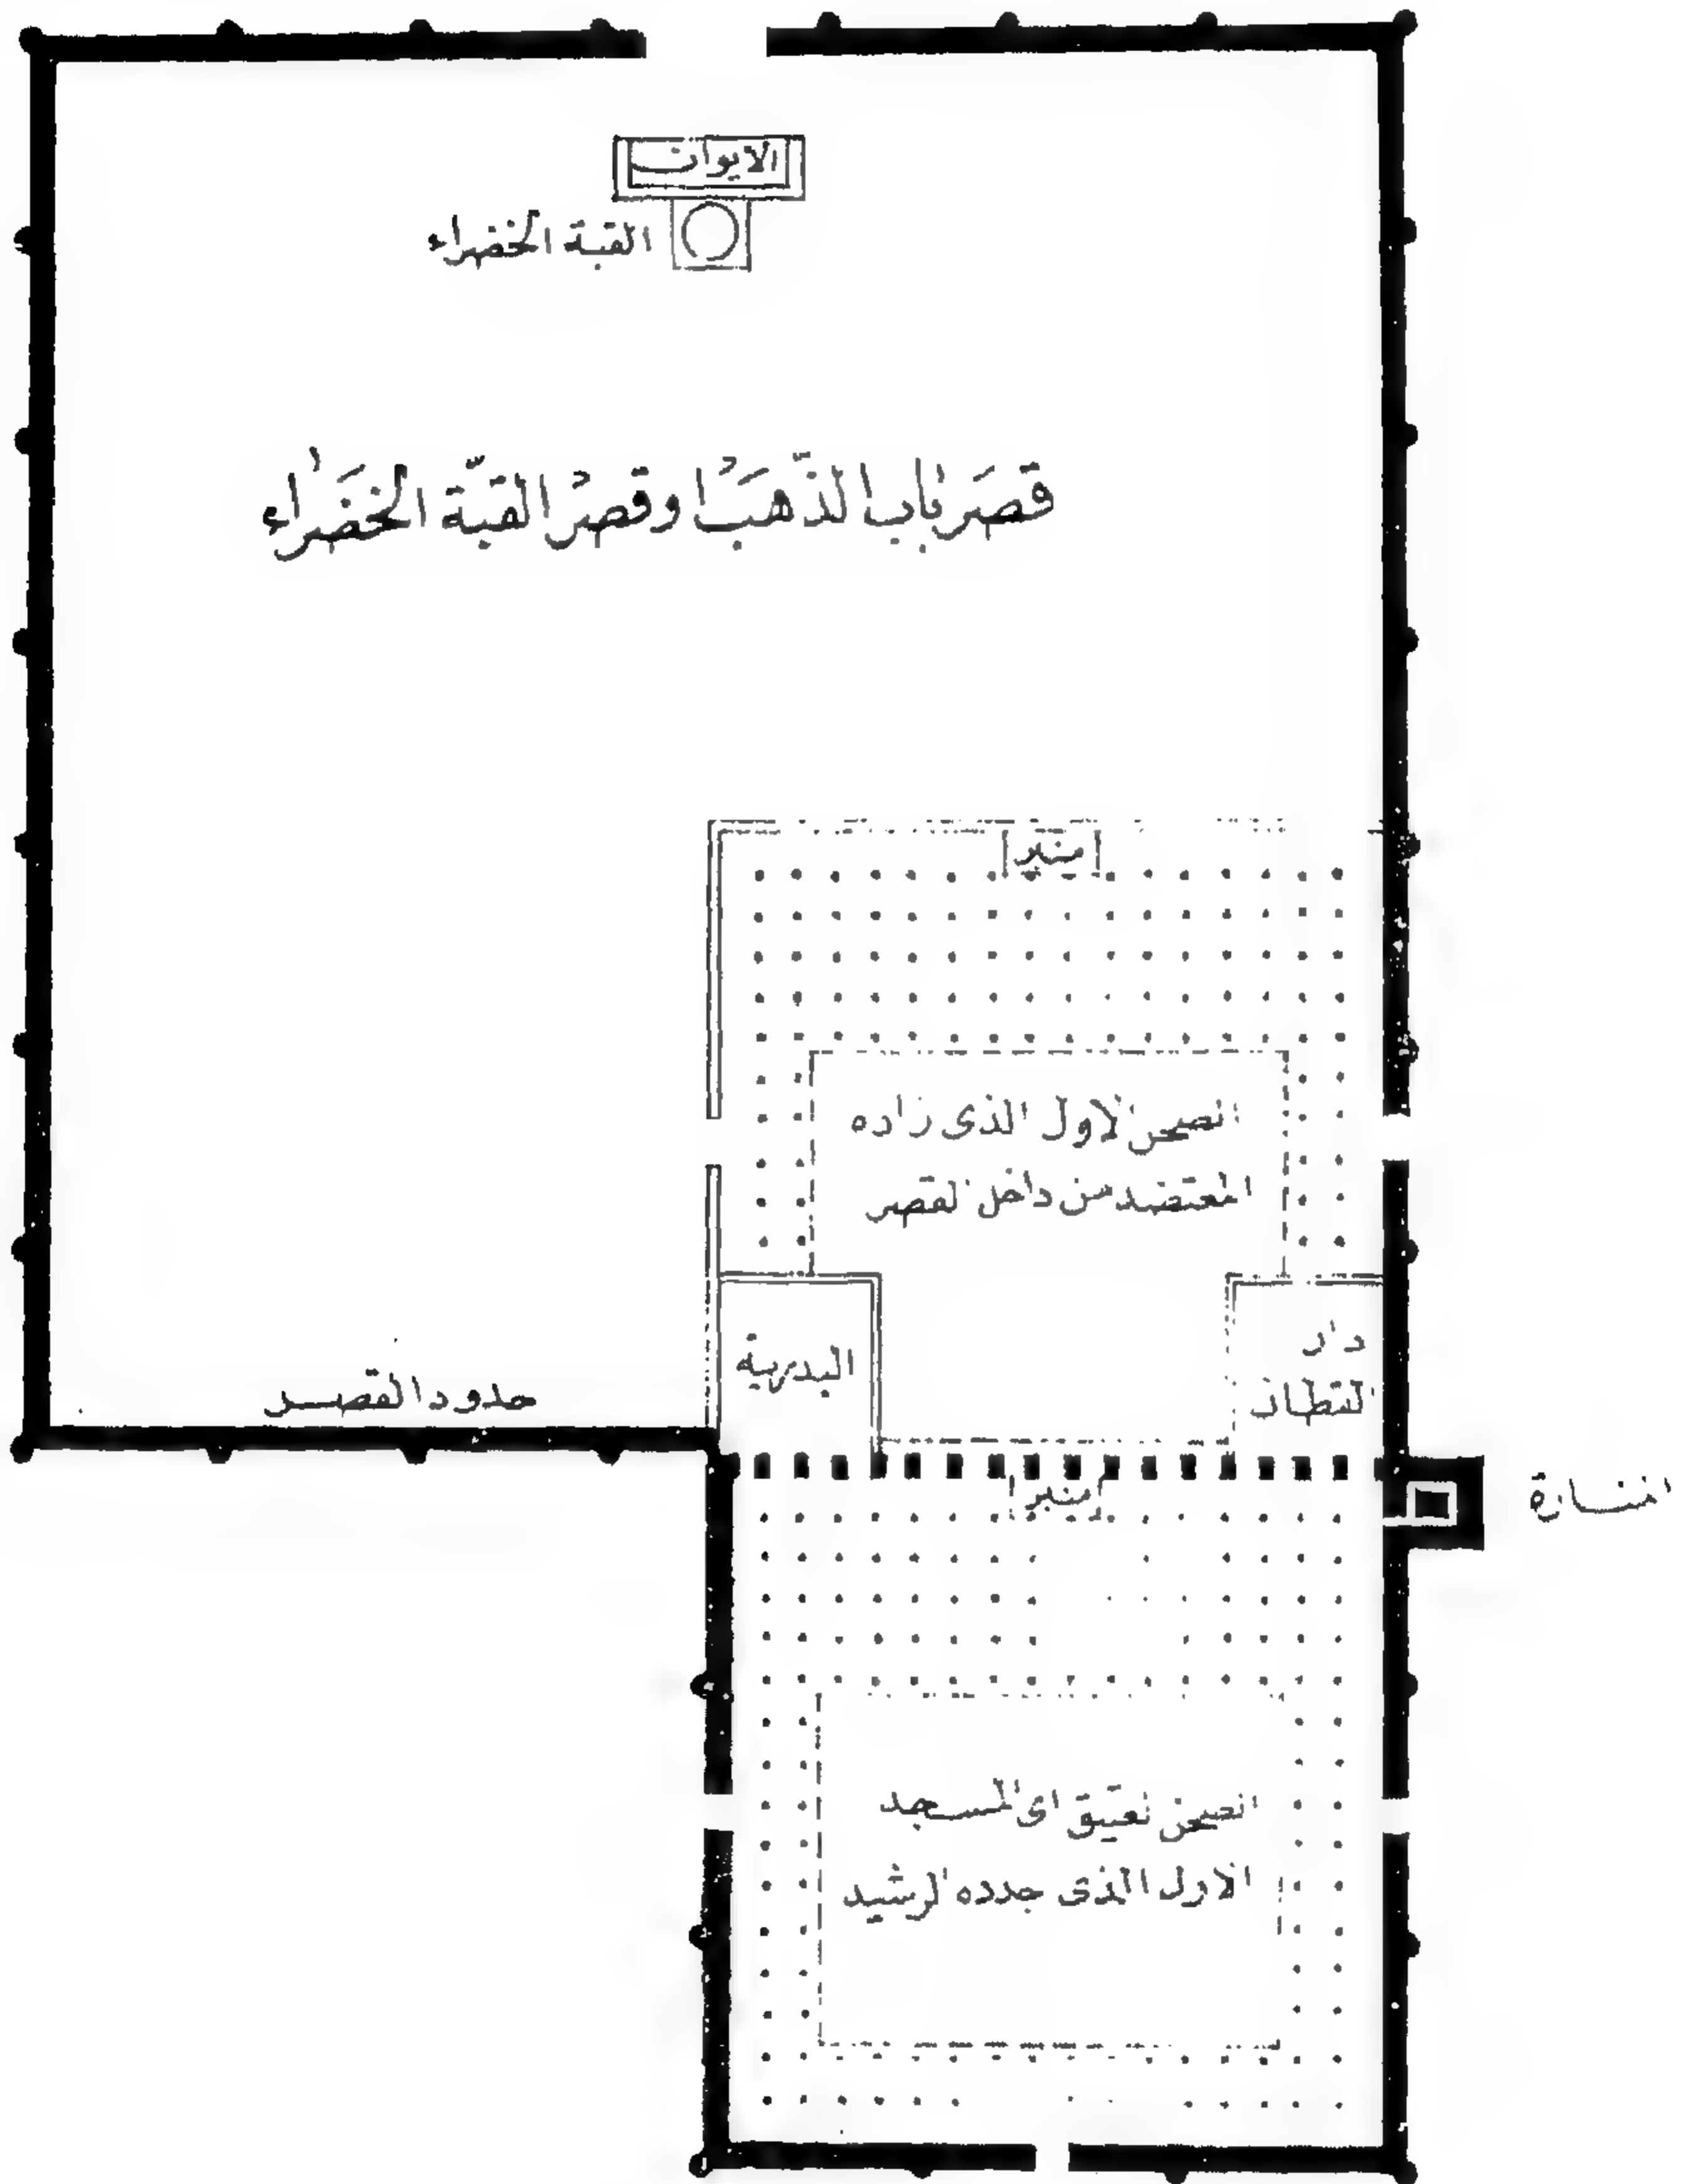 الايوان
القبة الخضراء
قصر باب الذهب وقصر القبة الخضراء
منبر
الصحن الاول الذى زاده
المعتضد من داخل القصر
دار
القطان
البدرية
حدود القصر
منبر
المنارة
الصحن العتيق اى المسجد
الاول الذى جدده الرشيد